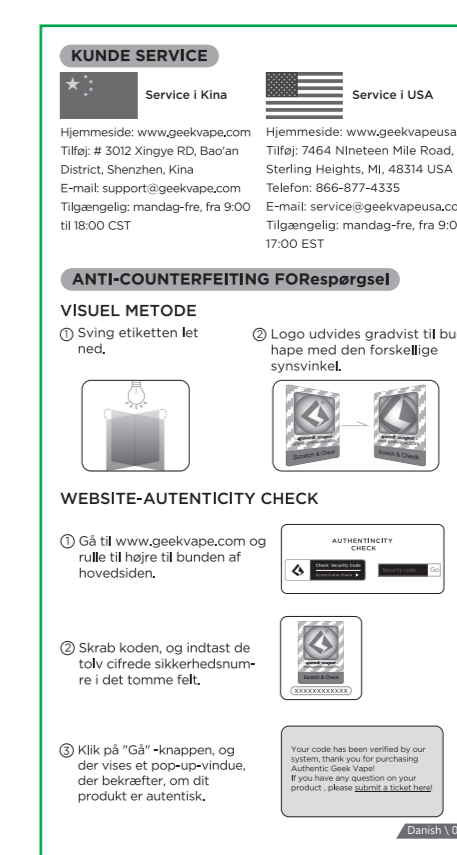 KUNDE SERVICE
Service i Kina
Hjemmeside: www.geekvape.com
Tilføj: # 3012 Xingye RD, Bao'an
District, Shenzhen, Kina
E-mail: support@geekvape.com
Tilgængelig: mandag-fre, fra 9:00
til 18:00 CST
Service i USA
Hjemmeside: www.geekvapeusa
Tilføj: 7464 NIneteen Mile Road,
Sterling Heights, MI, 48314 USA
Telefon: 866-877-4335
E-mail: service@geekvapeusa.co
Tilgængelig: mandag-fre, fra 9:0
17:00 EST
ANTI-COUNTERFEITING FORespørgsel
VISUEL METODE
① Sving etiketten let
ned.
② Logo udvides gradvist til bu
hape med den forskellige
synsvinkel.
geek vape
Scratch & Check
geek vape
Scratch & Check
WEBSITE-AUTENTICITY CHECK
① Gå til www.geekvape.com og
rulle til højre til bunden af
hovedsiden.
AUTHENTINCITY
CHECK
Check Security Code
Scratch and Check
Security code
Go
② Skrab koden, og indtast de
tolv cifrede sikkerhedsnum-
re i det tomme felt.
geek vape
Scratch & Check
XXXXXXXXXXXX
③ Klik på "Gå" -knappen, og
der vises et pop-up-vindue,
der bekræfter, om dit
produkt er autentisk.
Your code has been verified by our
system, thank you for purchasing
Authentic Geek Vape!
If you have any question on your
product , please submit a ticket here!
Danish \ 0